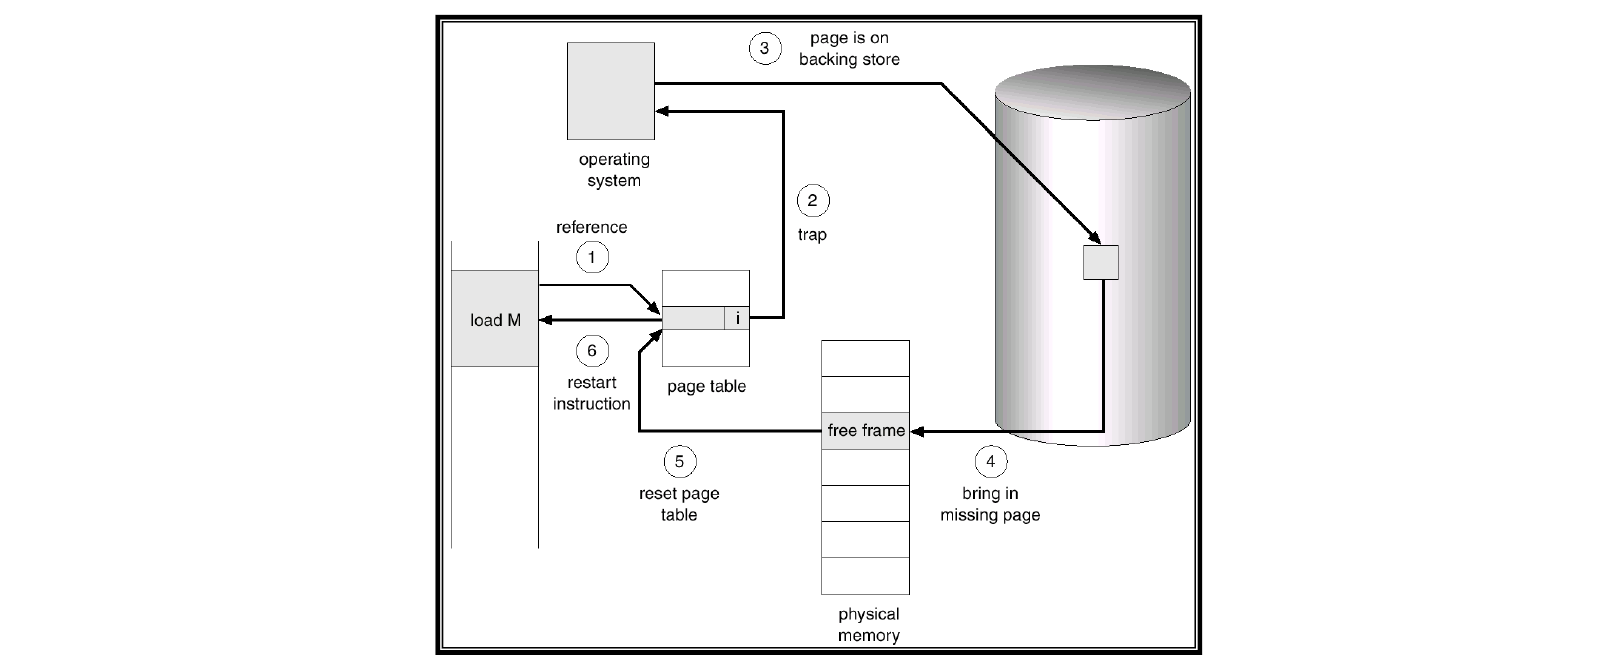 3
page is on
backing store
operating
system
2
trap
reference
1
load M
i
6
restart
instruction
page table
free frame
5
reset page
table
4
bring in
missing page
physical
memory